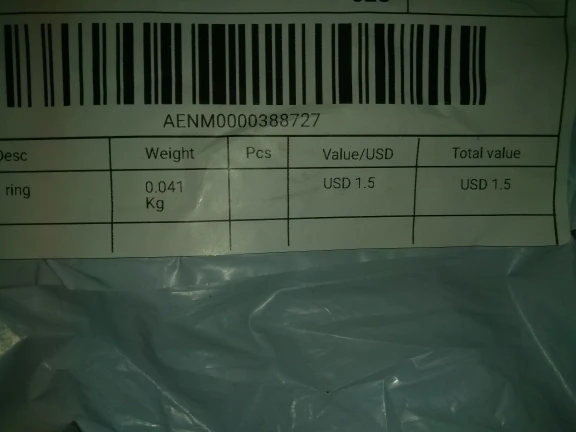 AENM0000388727
Desc Weight Pcs Value/USD Total value
ring 0.041 USD 1.5 USD 1.5
Kg